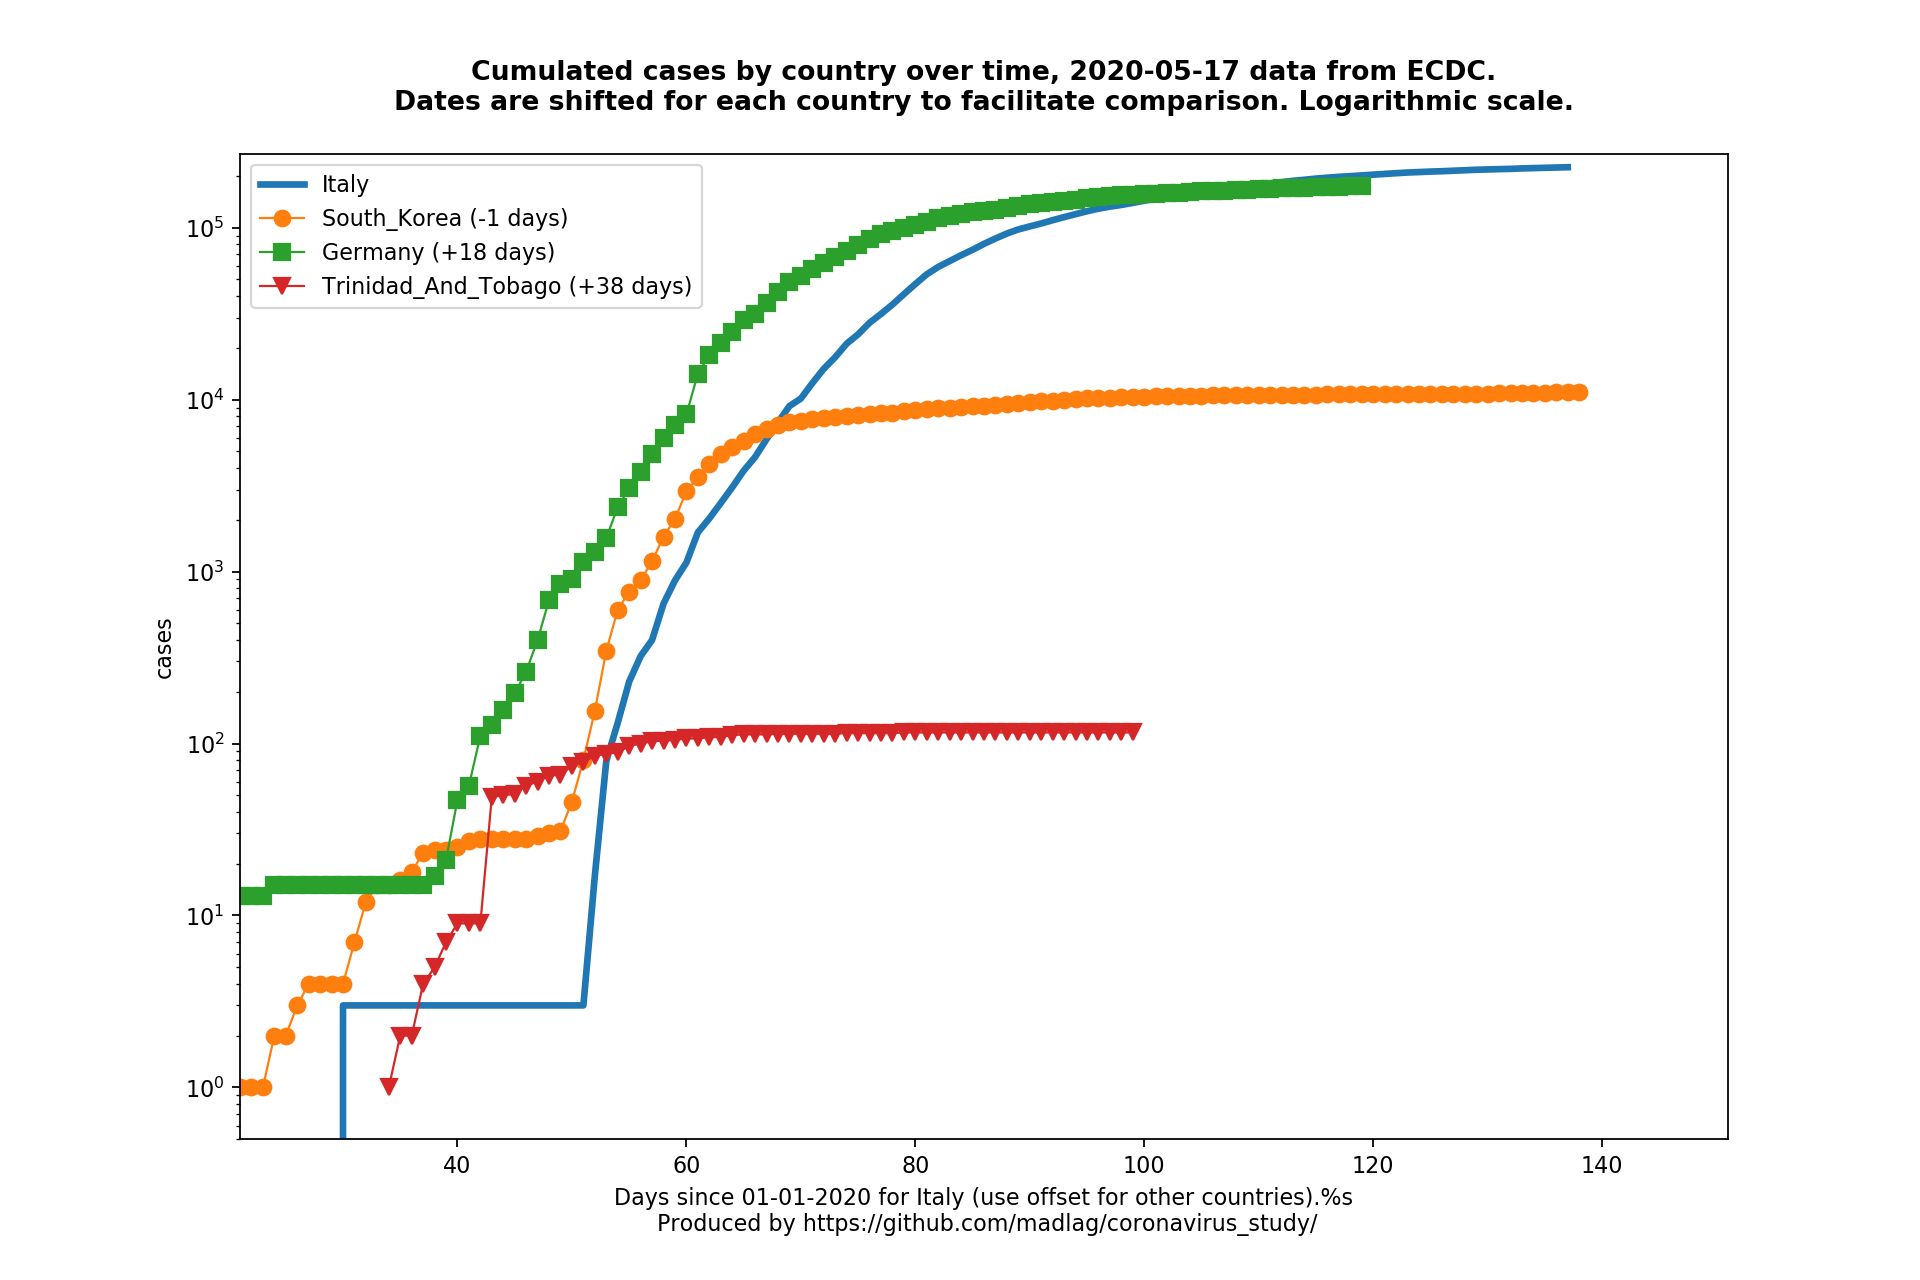 Cumulated cases by country over time, 2020-05-17 data from ECDC.
Dates are shifted for each country to facilitate comparison. Logarithmic scale.
Italy
South_Korea (-1 days)
Germany (+18 days)
Trinidad_And_Tobago (+38 days)
10^5
10^4
10^3
10^2
10^1
10^0
cases
40 60 80 100 120 140
Days since 01-01-2020 for Italy (use offset for other countries).%s
Produced by https://github.com/madlag/coronavirus_study/